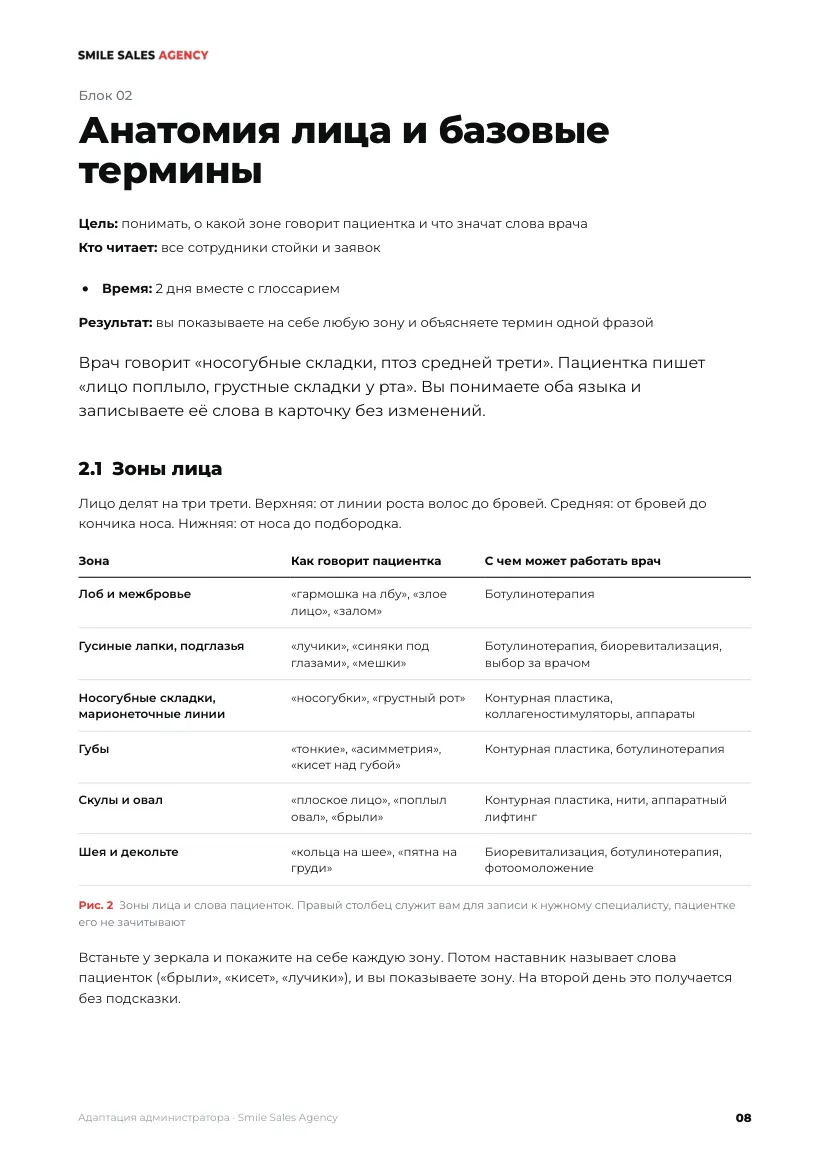 SMILE SALES AGENCY
Блок 02
Анатомия лица и базовые
термины
Цель: понимать, о какой зоне говорит пациентка и что значат слова врача
Кто читает: все сотрудники стойки и заявок
• Время: 2 дня вместе с глоссарием
Результат: вы показываете на себе любую зону и объясняете термин одной фразой
Врач говорит «носогубные складки, птоз средней трети». Пациентка пишет
«лицо поплыло, грустные складки у рта». Вы понимаете оба языка и
записываете её слова в карточку без изменений.
2.1 Зоны лица
Лицо делят на три трети. Верхняя: от линии роста волос до бровей. Средняя: от бровей до
кончика носа. Нижняя: от носа до подбородка.
Зона Как говорит пациентка С чем может работать врач
Лоб и межбровье «гармошка на лбу», «злое Ботулинотерапия
лицо», «залом»
Гусиные лапки, подглазья «лучики», «синяки под Ботулинотерапия, биоревитализация,
глазами», «мешки» выбор за врачом
Носогубные складки, «носогубки», «грустный рот» Контурная пластика,
марионеточные линии коллагеностимуляторы, аппараты
Губы «тонкие», «асимметрия», Контурная пластика, ботулинотерапия
«кисет над губой»
Скулы и овал «плоское лицо», «поплыл Контурная пластика, нити, аппаратный
овал», «брыли» лифтинг
Шея и декольте «кольца на шее», «пятна на Биоревитализация, ботулинотерапия,
груди» фотоомоложение
Рис. 2 Зоны лица и слова пациенток. Правый столбец служит вам для записи к нужному специалисту, пациентке
его не зачитывают
Встаньте у зеркала и покажите на себе каждую зону. Потом наставник называет слова
пациенток («брыли», «кисет», «лучики»), и вы показываете зону. На второй день это получается
без подсказки.
Адаптация администратора · Smile Sales Agency 08